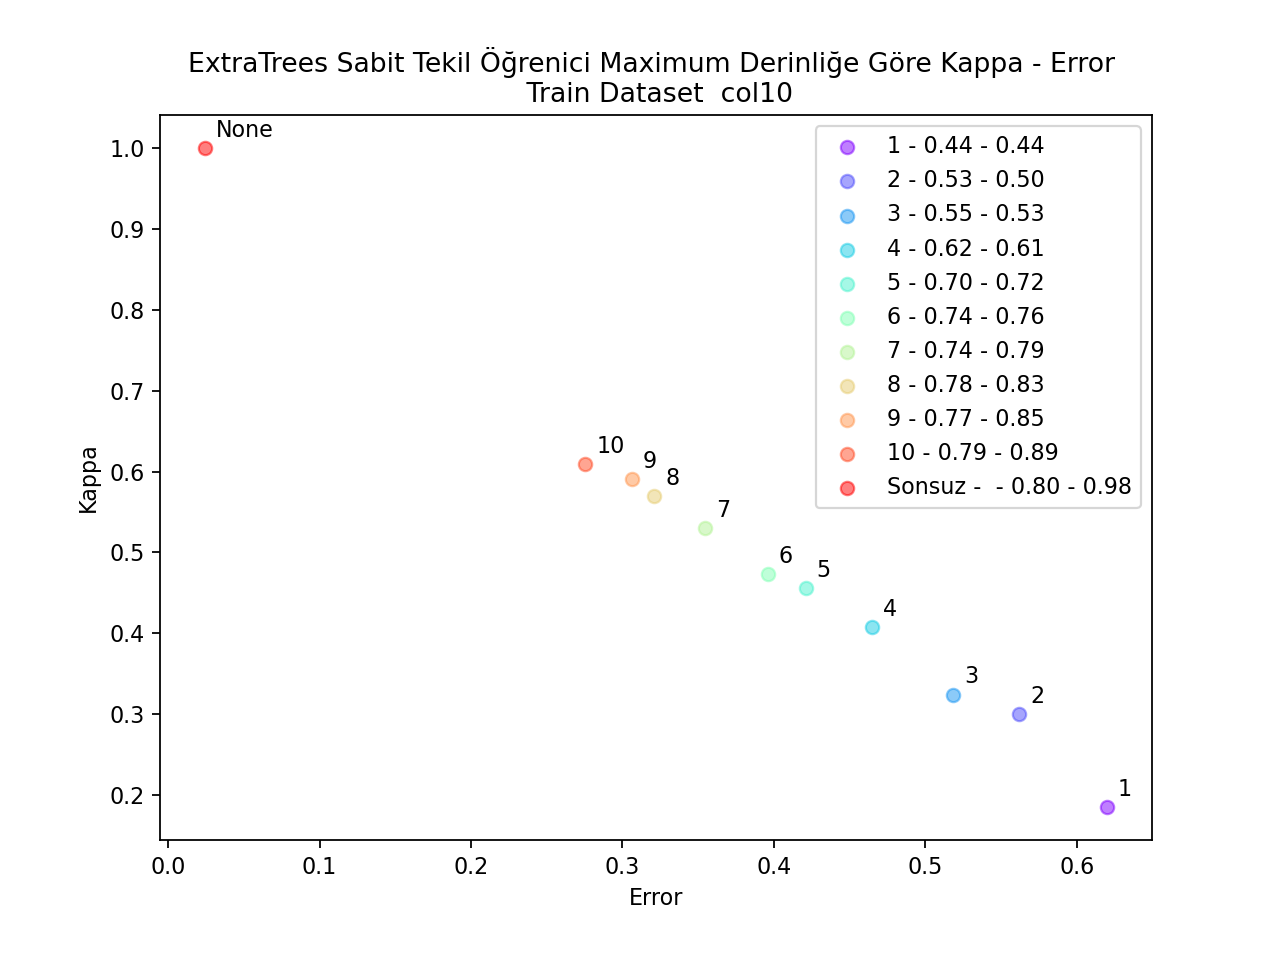 ExtraTrees Sabit Tekil Öğrenici Maximum Derinliğe Göre Kappa - Error
Train Dataset  col10
None
1.0
0.9
0.8
0.7
0.6
0.5
0.4
0.3
0.2
Kappa
10
9
8
7
6
5
4
3
2
1
1 - 0.44 - 0.44
2 - 0.53 - 0.50
3 - 0.55 - 0.53
4 - 0.62 - 0.61
5 - 0.70 - 0.72
6 - 0.74 - 0.76
7 - 0.74 - 0.79
8 - 0.78 - 0.83
9 - 0.77 - 0.85
10 - 0.79 - 0.89
Sonsuz -  - 0.80 - 0.98
0.0 0.1 0.2 0.3 0.4 0.5 0.6
Error